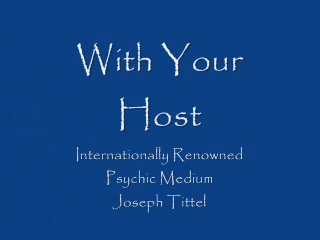 With Your
Host
Internationally Renowned
Psychic Medium
Joseph Tittel